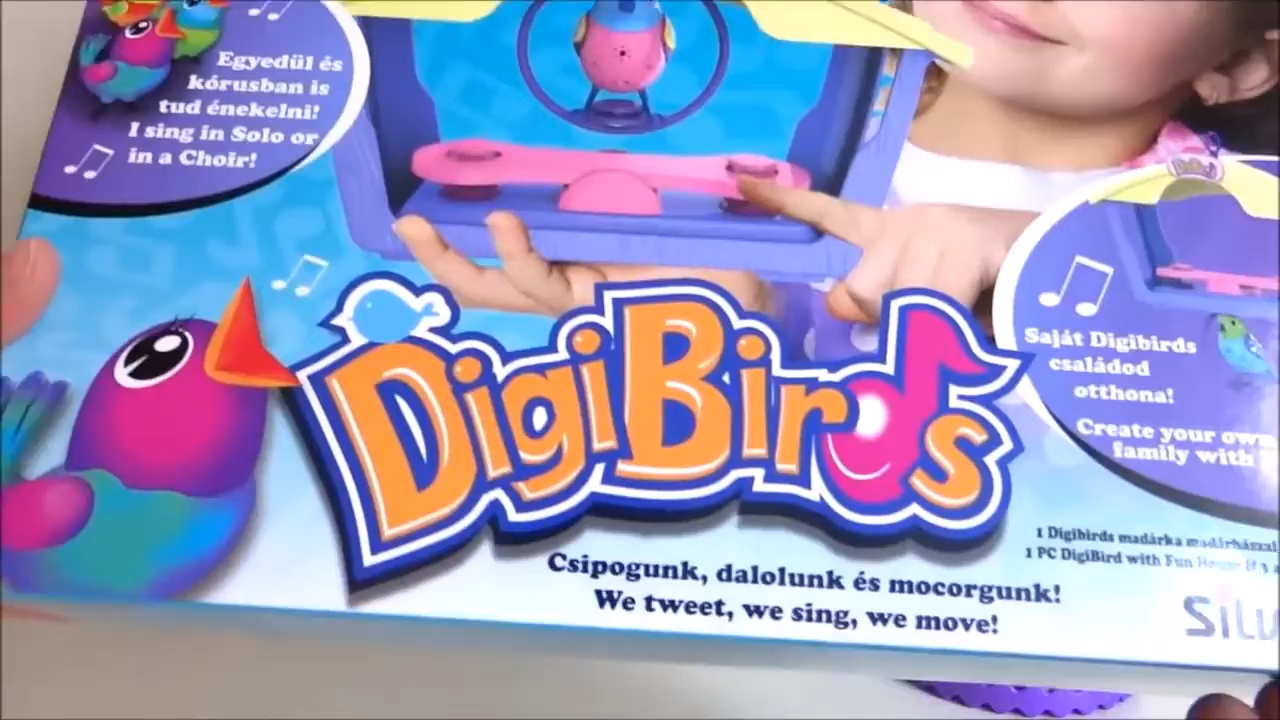 Egyedül és
kórusban is
tud énekelni!
I sing in Solo or
in a Choir!
DigiBirds
Saját Digibirds
családod
otthona!
Create your own
family with
Csipogunk, dalolunk és mocorgunk!
We tweet, we sing, we move!
1 Digibirds madárka madárházzal
1 PC DigiBird with Fun House